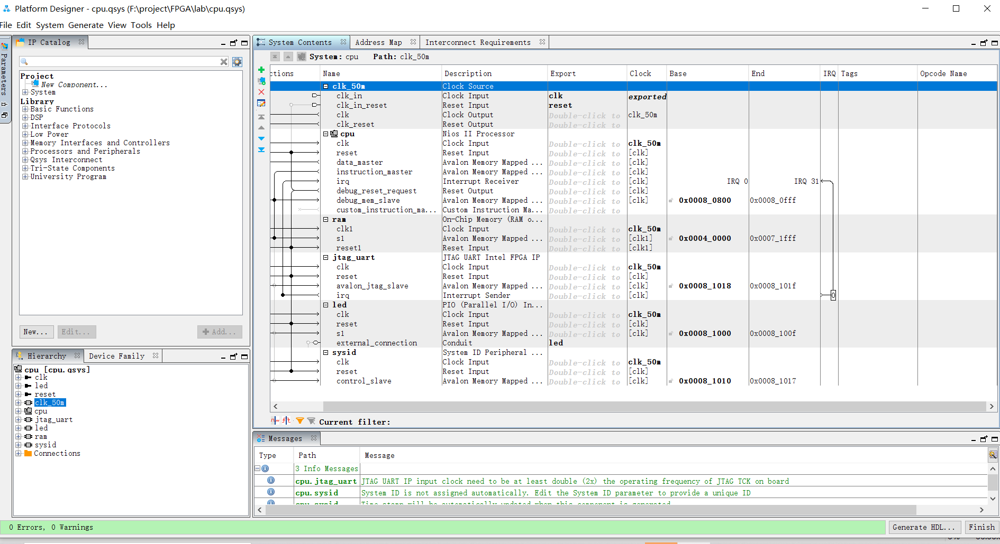 Platform Designer - cpu.qsys (F:\project\FPGA\lab\cpu.qsys)
File Edit System Generate View Tools Help
Parameters
IP Catalog
Project
New Component...
System
Library
Basic Functions
DSP
Interface Protocols
Low Power
Memory Interfaces and Controllers
Processors and Peripherals
Qsys Interconnect
Tri-State Components
University Program
New... Edit... Add...
Hierarchy Device Family
cpu [cpu.qsys]
clk
led
reset
clk_50m
cpu
jtag_uart
led
ram
sysid
Connections
System Contents Address Map Interconnect Requirements
System: cpu Path: clk_50m
ctions Name Description Export Clock Base End IRQ Tags Opcode Name
clk_50m Clock Source
clk_in Clock Input clk exported
clk_in_reset Reset Input reset
clk Clock Output Double-click to clk_50m
clk_reset Reset Output Double-click to
cpu Nios II Processor
clk Clock Input Double-click to clk_50m
reset Reset Input Double-click to [clk]
data_master Avalon Memory Mapped ... Double-click to [clk]
instruction_master Avalon Memory Mapped ... Double-click to [clk]
irq Interrupt Receiver Double-click to [clk] IRQ 0 IRQ 31
debug_reset_request Reset Output Double-click to [clk]
debug_mem_slave Avalon Memory Mapped ... Double-click to [clk] 0x0008_0800 0x0008_0fff
custom_instruction_ma... Custom Instruction Ma... Double-click to
ram On-Chip Memory (RAM o...
clk1 Clock Input Double-click to clk_50m
s1 Avalon Memory Mapped ... Double-click to [clk1] 0x0004_0000 0x0007_1fff
reset1 Reset Input Double-click to [clk1]
jtag_uart JTAG UART Intel FPGA IP
clk Clock Input Double-click to clk_50m
reset Reset Input Double-click to [clk]
avalon_jtag_slave Avalon Memory Mapped ... Double-click to [clk] 0x0008_1018 0x0008_101f
irq Interrupt Sender Double-click to [clk] 0
led PIO (Parallel I/O) In...
clk Clock Input Double-click to clk_50m
reset Reset Input Double-click to [clk]
s1 Avalon Memory Mapped ... Double-click to [clk] 0x0008_1000 0x0008_100f
external_connection Conduit led
sysid System ID Peripheral ...
clk Clock Input Double-click to clk_50m
reset Reset Input Double-click to [clk]
control_slave Avalon Memory Mapped ... Double-click to [clk] 0x0008_1010 0x0008_1017
Current filter:
Messages
Type Path Message
3 Info Messages
cpu.jtag_uart JTAG UART IP input clock need to be at least double (2x) the operating frequency of JTAG TCK on board
cpu.sysid System ID is not assigned automatically. Edit the System ID parameter to provide a unique ID
cpu.sysid Time stamp will be automatically updated when this component is generated
0 Errors, 0 Warnings
Generate HDL... Finish